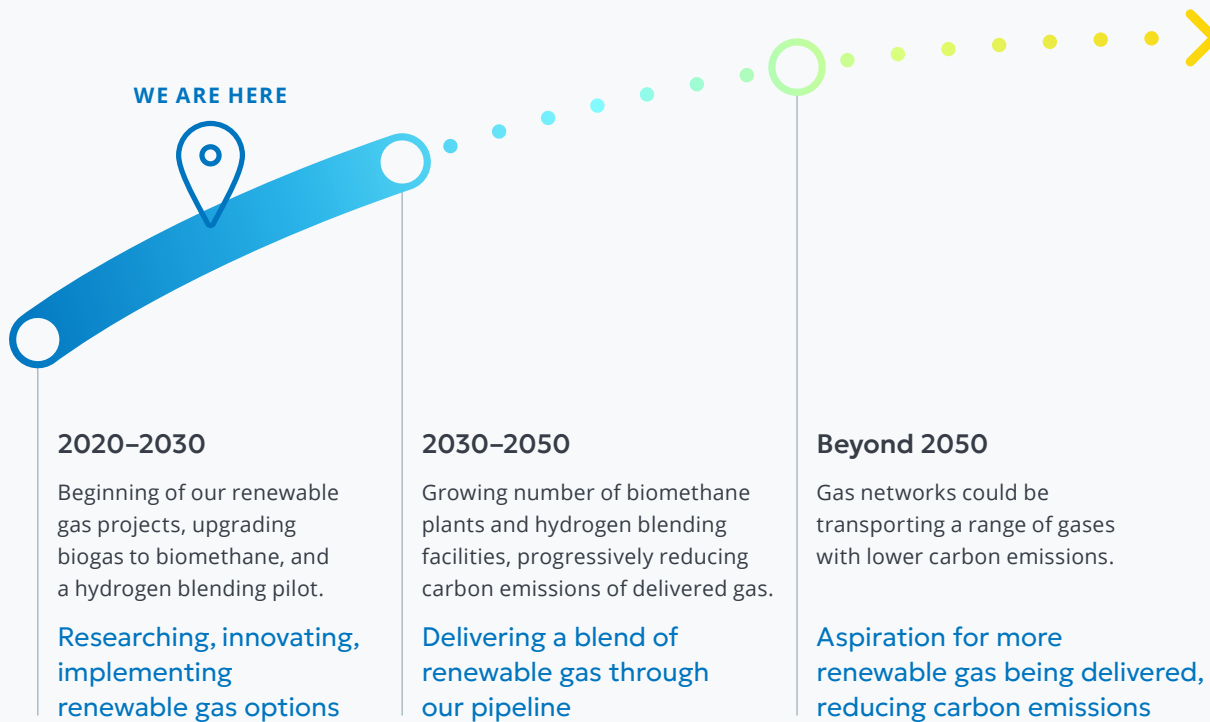 WE ARE HERE
2020–2030
Beginning of our renewable
gas projects, upgrading
biogas to biomethane, and
a hydrogen blending pilot.
Researching, innovating,
implementing
renewable gas options
2030–2050
Growing number of biomethane
plants and hydrogen blending
facilities, progressively reducing
carbon emissions of delivered gas.
Delivering a blend of
renewable gas through
our pipeline
Beyond 2050
Gas networks could be
transporting a range of gases
with lower carbon emissions.
Aspiration for more
renewable gas being delivered,
reducing carbon emissions